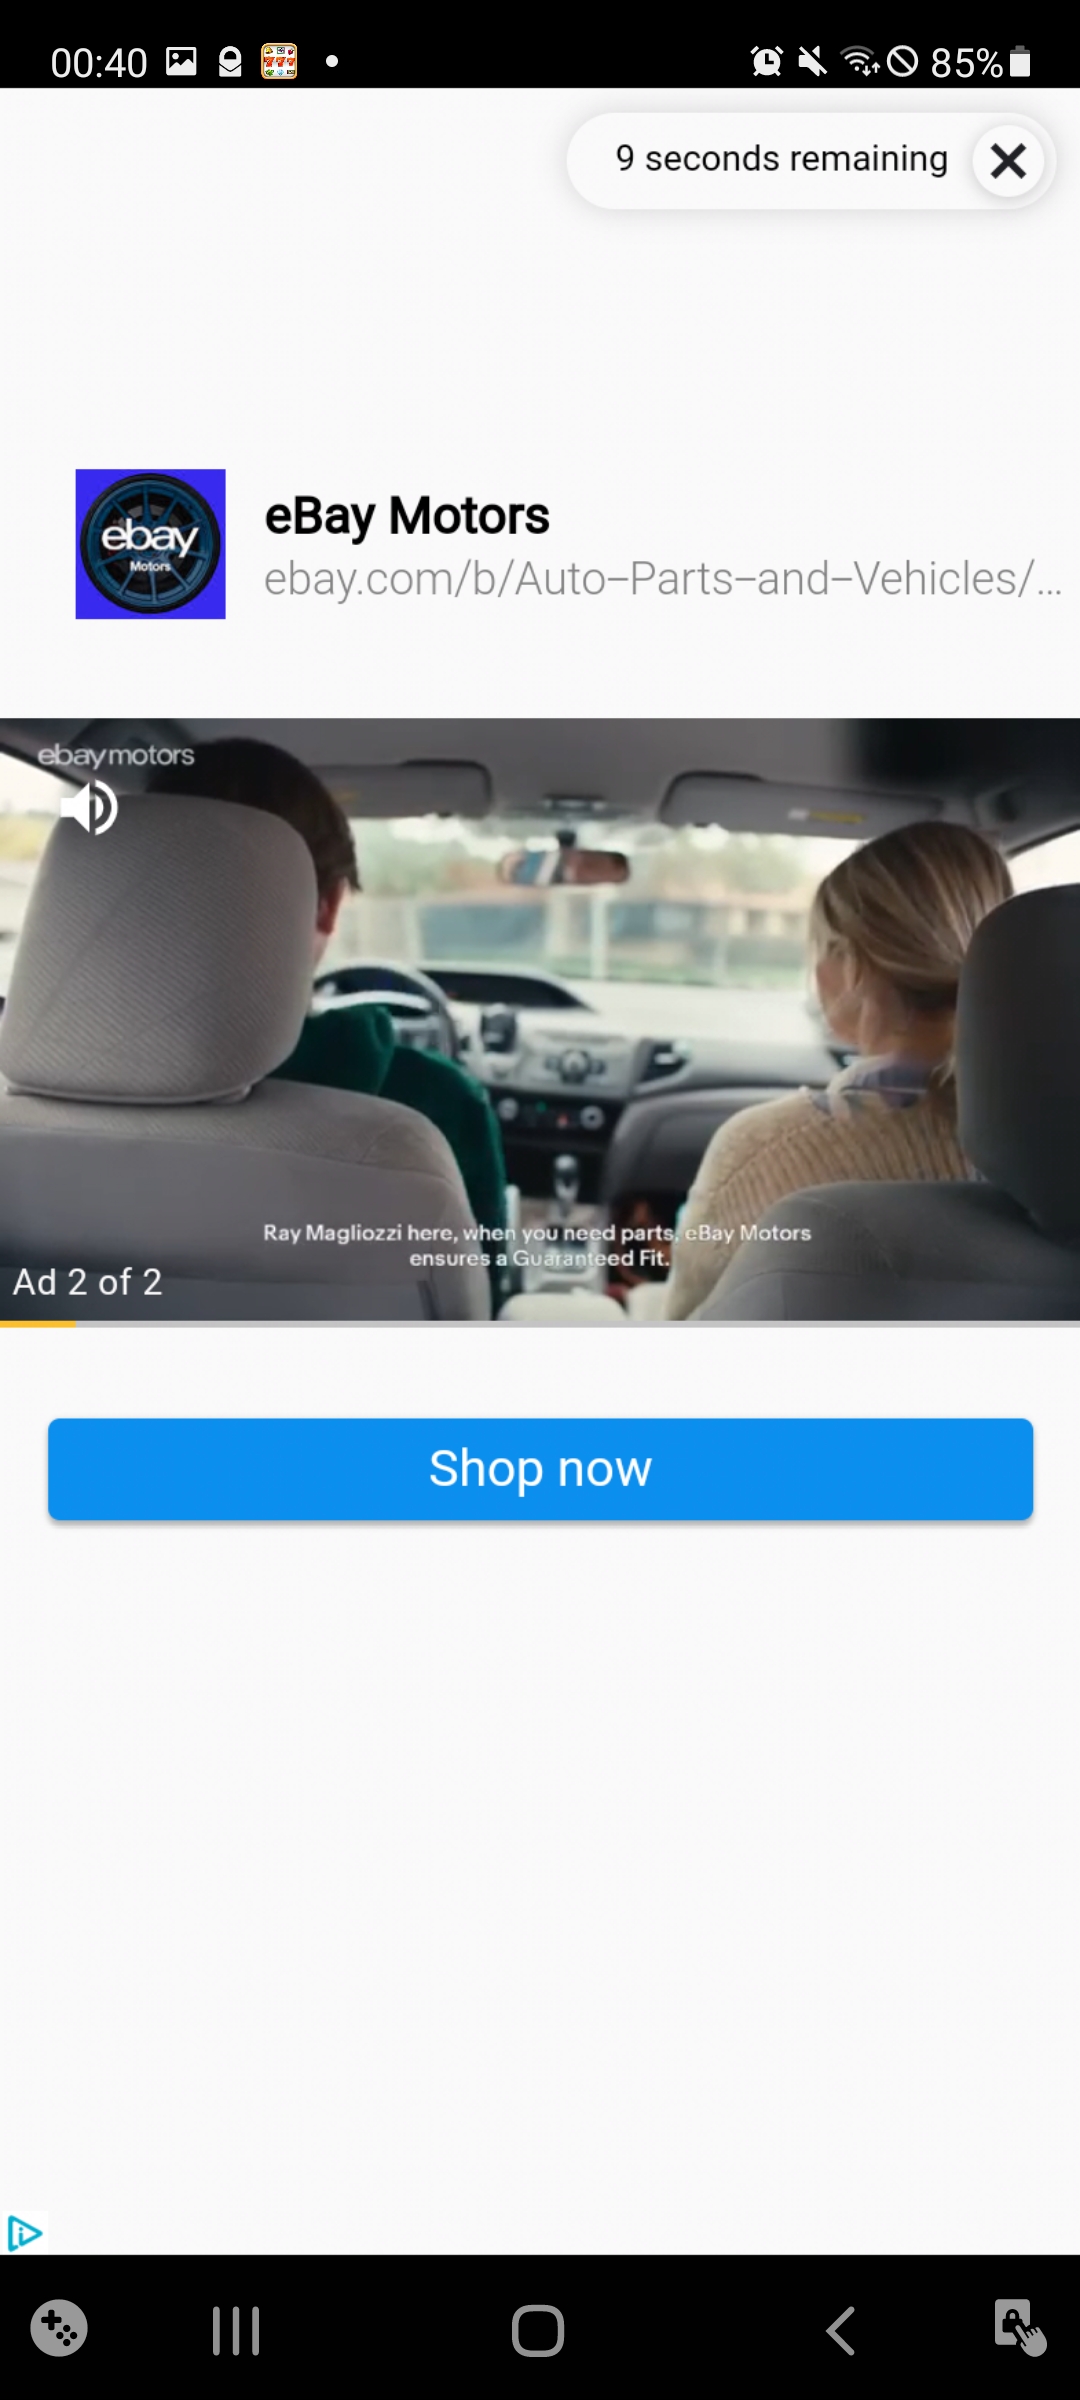 00:40
85%
9 seconds remaining
ebay
Motors
eBay Motors
ebay.com/b/Auto-Parts-and-Vehicles/...
ebaymotors
Ray Magliozzi here, when you need parts, eBay Motors
ensures a Guaranteed Fit.
Ad 2 of 2
Shop now